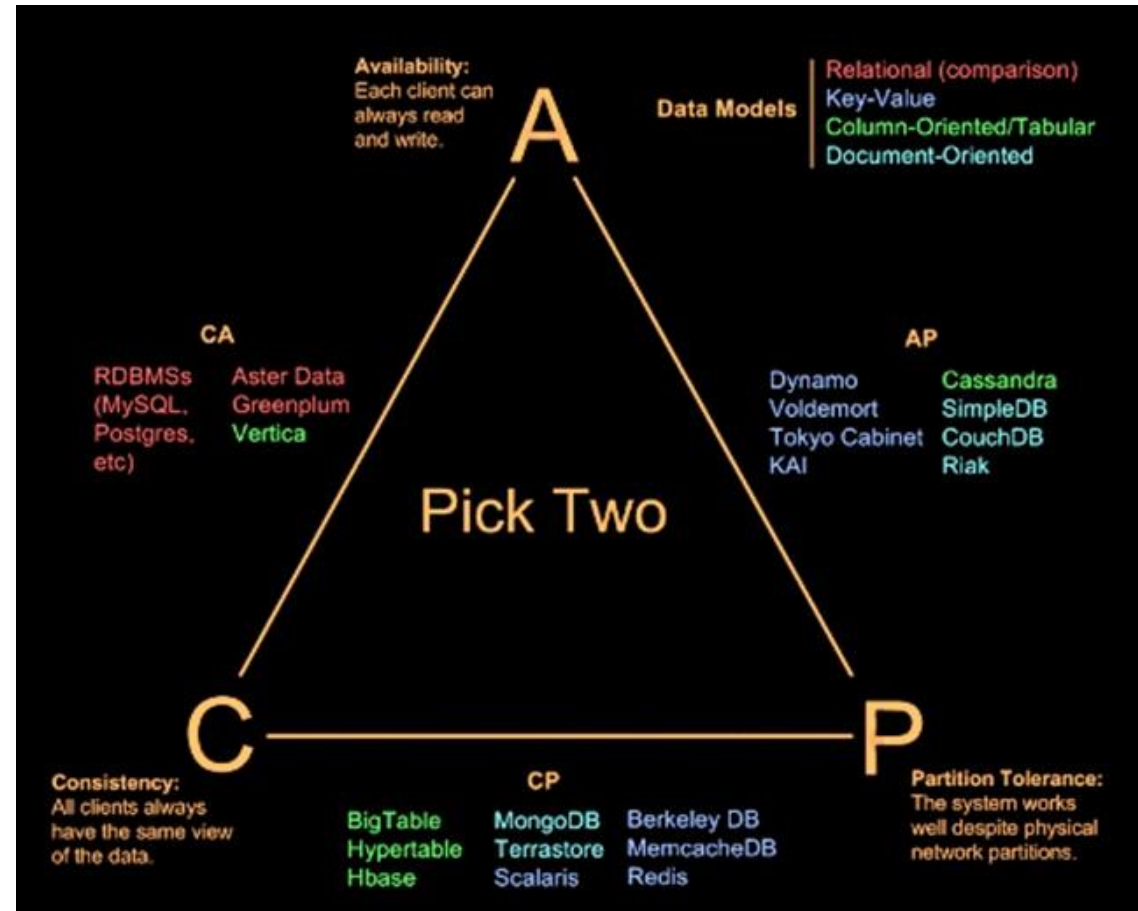 Availability:
Each client can
always read
and write.
A
Data Models
Relational (comparison)
Key-Value
Column-Oriented/Tabular
Document-Oriented
CA
RDBMSs
(MySQL,
Postgres,
etc)
Aster Data
Greenplum
Vertica
AP
Dynamo
Voldemort
Tokyo Cabinet
KAI
Cassandra
SimpleDB
CouchDB
Riak
Pick Two
C
Consistency:
All clients always
have the same view
of the data.
CP
BigTable
Hypertable
Hbase
MongoDB
Terrastore
Scalaris
Berkeley DB
MemcacheDB
Redis
P
Partition Tolerance:
The system works
well despite physical
network partitions.